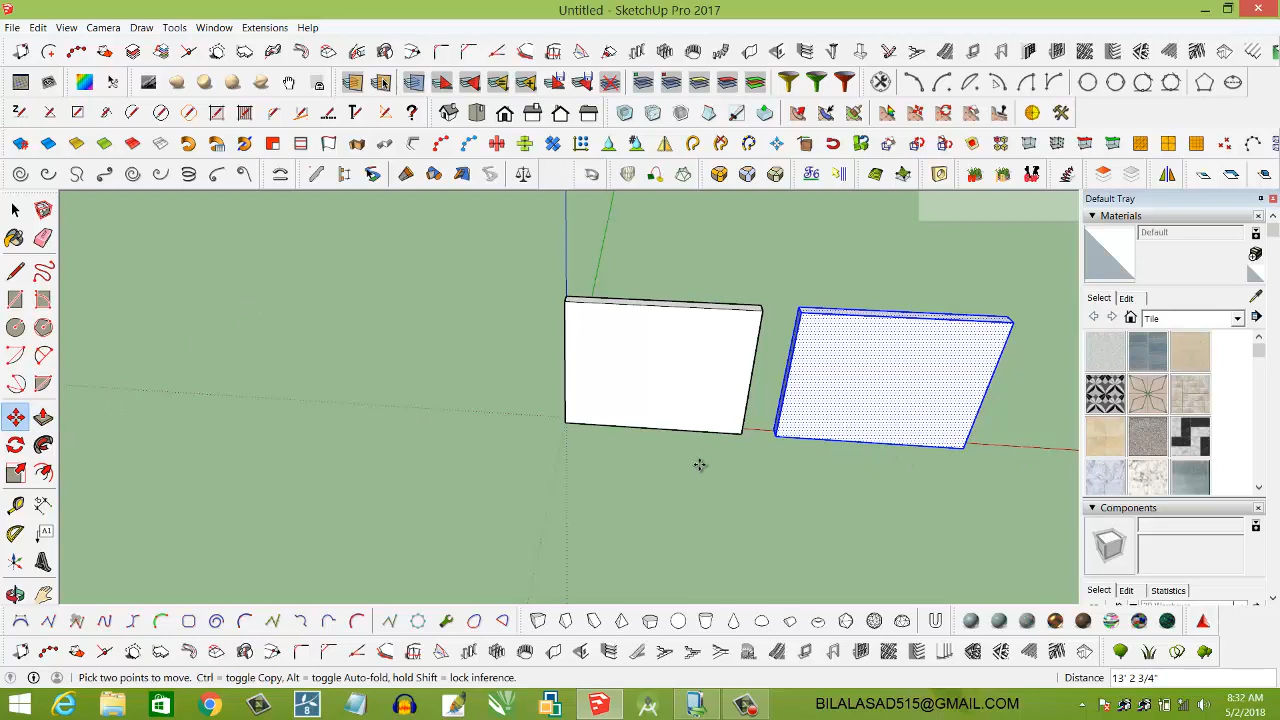 Untitled - SketchUp Pro 2017
File Edit View Camera Draw Tools Window Extensions Help
Default Tray
Materials
Default
Select Edit
Tile
Components
Select Edit Statistics
Pick two points to move. Ctrl = toggle Copy, Alt = toggle Auto-fold, hold Shift = lock inference.
Distance 13' 2 3/4"
BILALASAD515@GMAIL.COM
8:32 AM
5/2/2018